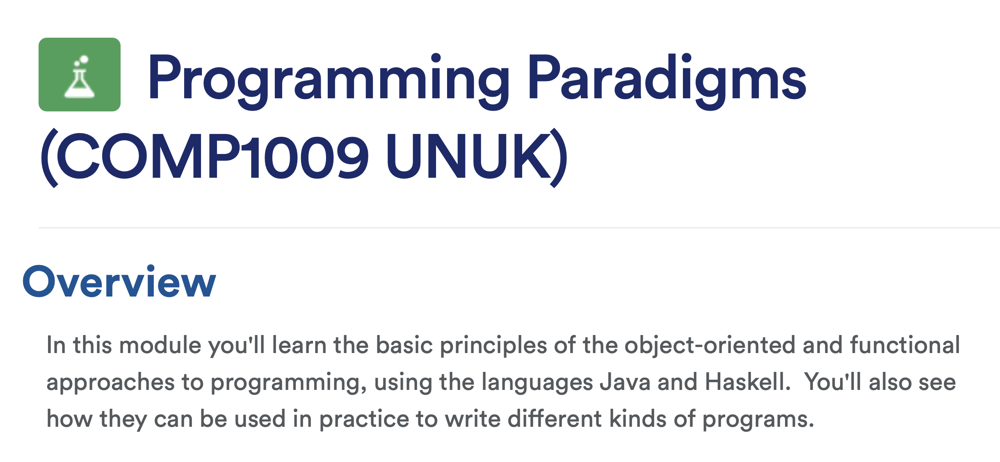 Programming Paradigms
(COMP1009 UNUK)
Overview
In this module you'll learn the basic principles of the object-oriented and functional
approaches to programming, using the languages Java and Haskell.  You'll also see
how they can be used in practice to write different kinds of programs.